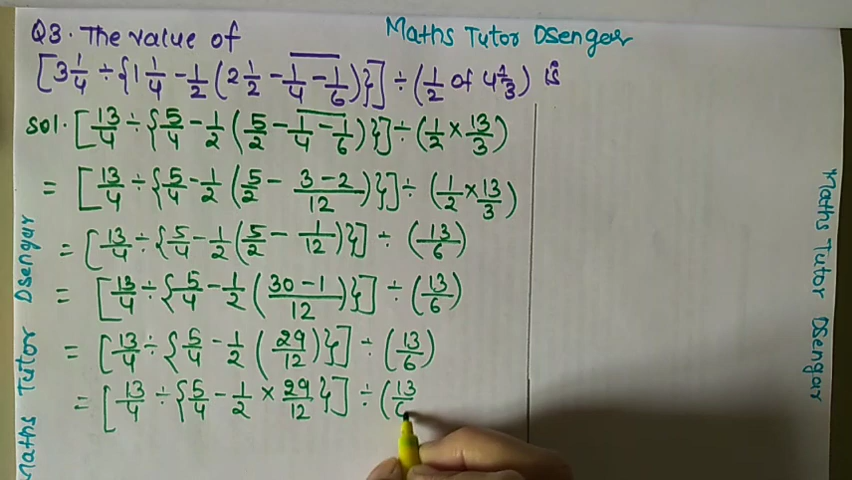 Q3. The value of
Maths Tutor Dsengar
[3 1/4 ÷ {1 1/4 - 1/2 (2 1/2 - \overline{1/4 - 1/6})}] ÷ (1/2 of 4 1/3) is
Sol. [13/4 ÷ {5/4 - 1/2 (5/2 - \overline{1/4 - 1/6})}] ÷ (1/2 × 13/3)
= [13/4 ÷ {5/4 - 1/2 (5/2 - (3-2)/12)}] ÷ (1/2 × 13/3)
= [13/4 ÷ {5/4 - 1/2 (5/2 - 1/12)}] ÷ (13/6)
= [13/4 ÷ {5/4 - 1/2 ((30-1)/12)}] ÷ (13/6)
= [13/4 ÷ {5/4 - 1/2 (29/12)}] ÷ (13/6)
= [13/4 ÷ {5/4 - 1/2 × 29/12}] ÷ (13/6
Maths Tutor Dsengar
Maths Tutor Dsengar